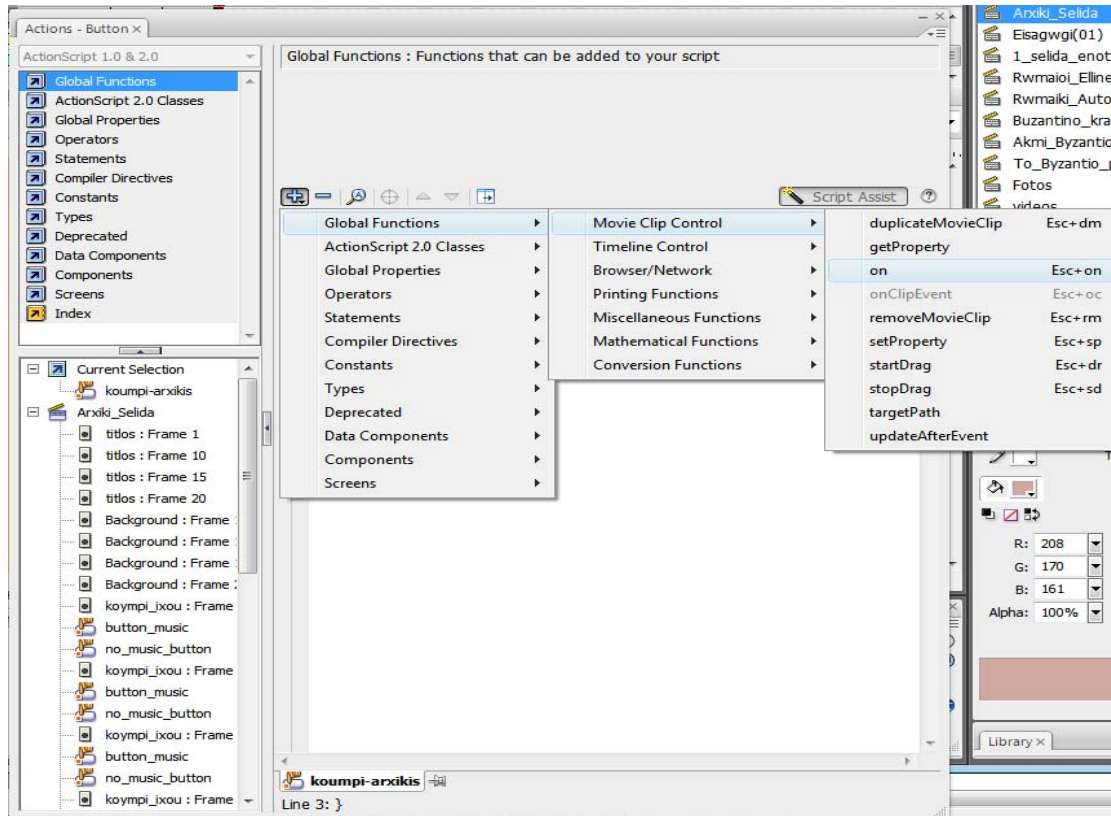 Actions - Button ×
ActionScript 1.0 & 2.0
Global Functions
ActionScript 2.0 Classes
Global Properties
Operators
Statements
Compiler Directives
Constants
Types
Deprecated
Data Components
Components
Screens
Index
Current Selection
koumpi-arxikis
Arxiki_Selida
titlos : Frame 1
titlos : Frame 10
titlos : Frame 15
titlos : Frame 20
Background : Frame
Background : Frame
Background : Frame
Background : Frame
koympi_ixou : Frame
button_music
no_music_button
koympi_ixou : Frame
button_music
no_music_button
koympi_ixou : Frame
button_music
no_music_button
koympi_ixou : Frame
Global Functions : Functions that can be added to your script
Script Assist
Global Functions
ActionScript 2.0 Classes
Global Properties
Operators
Statements
Compiler Directives
Constants
Types
Deprecated
Data Components
Components
Screens
Movie Clip Control
Timeline Control
Browser/Network
Printing Functions
Miscellaneous Functions
Mathematical Functions
Conversion Functions
duplicateMovieClip Esc+dm
getProperty
on Esc+on
onClipEvent Esc+oc
removeMovieClip Esc+rm
setProperty Esc+sp
startDrag Esc+dr
stopDrag Esc+sd
targetPath
updateAfterEvent
koumpi-arxikis
Line 3: }
Arxiki_Selida
Eisagwgi(01)
1_selida_enot
Rwmaioi_Elline
Rwmaiki_Auto
Buzantino_kra
Akmi_Byzantio
To_Byzantio_p
Fotos
videos
R: 208
G: 170
B: 161
Alpha: 100%
Library ×